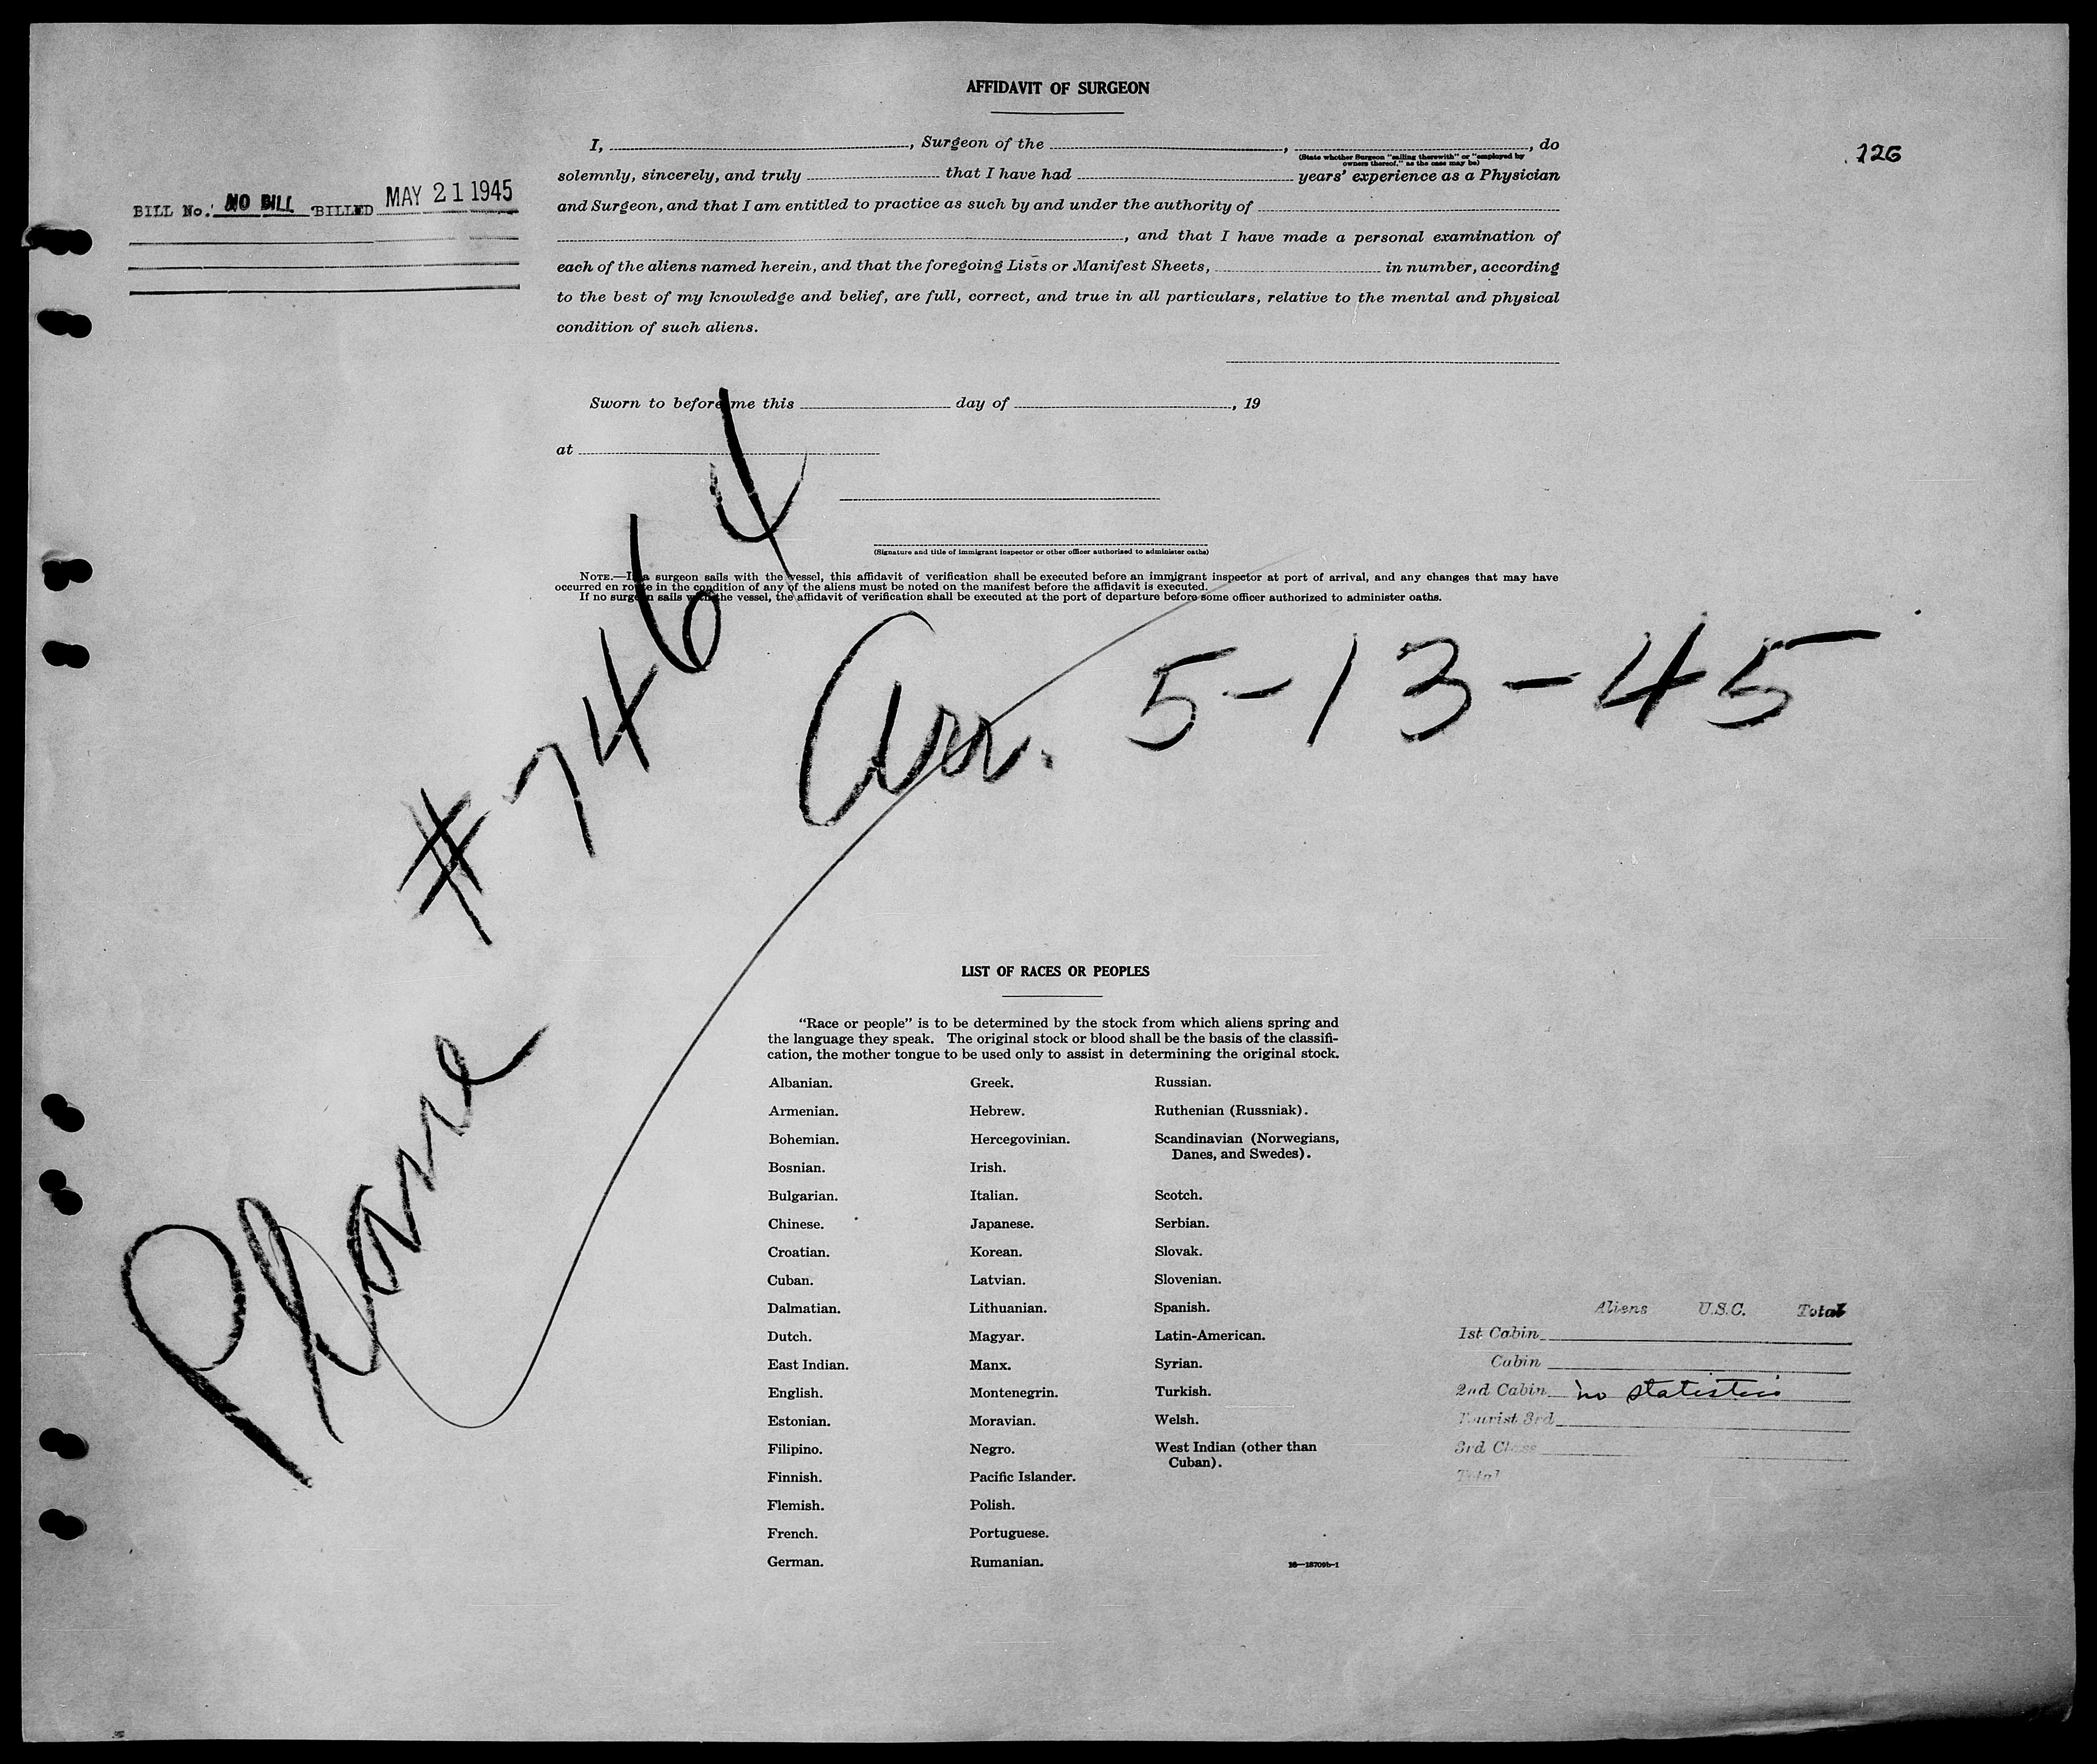 AFFIDAVIT OF SURGEON
126
I, , Surgeon of the , , do
(State whether Surgeon "sailing therewith" or "employed by
owners thereof," as the case may be)
solemnly, sincerely, and truly that I have had years' experience as a Physician
BILL No. NO BILL BILLED MAY 21 1945
and Surgeon, and that I am entitled to practice as such by and under the authority of
, and that I have made a personal examination of
each of the aliens named herein, and that the foregoing Lists or Manifest Sheets, in number, according
to the best of my knowledge and belief, are full, correct, and true in all particulars, relative to the mental and physical
condition of such aliens.
Sworn to before me this day of , 19
at
(Signature and title of immigrant inspector or other officer authorized to administer oaths)
NOTE.—If a surgeon sails with the vessel, this affidavit of verification shall be executed before an immigrant inspector at port of arrival, and any changes that may have
occurred en route in the condition of any of the aliens must be noted on the manifest before the affidavit is executed.
If no surgeon sails with the vessel, the affidavit of verification shall be executed at the port of departure before some officer authorized to administer oaths.
Plane #7464
Arr. 5-13-45
LIST OF RACES OR PEOPLES
"Race or people" is to be determined by the stock from which aliens spring and
the language they speak. The original stock or blood shall be the basis of the classifi-
cation, the mother tongue to be used only to assist in determining the original stock.
Albanian.
Armenian.
Bohemian.
Bosnian.
Bulgarian.
Chinese.
Croatian.
Cuban.
Dalmatian.
Dutch.
East Indian.
English.
Estonian.
Filipino.
Finnish.
Flemish.
French.
German.
Greek.
Hebrew.
Hercegovinian.
Irish.
Italian.
Japanese.
Korean.
Latvian.
Lithuanian.
Magyar.
Manx.
Montenegrin.
Moravian.
Negro.
Pacific Islander.
Polish.
Portuguese.
Rumanian.
Russian.
Ruthenian (Russniak).
Scandinavian (Norwegians,
Danes, and Swedes).
Scotch.
Serbian.
Slovak.
Slovenian.
Spanish.
Latin-American.
Syrian.
Turkish.
Welsh.
West Indian (other than
Cuban).
16—18709b-1
Aliens U.S.C. Total
1st Cabin
Cabin
2nd Cabin no statistics
Tourist 3rd
3rd Class
Total